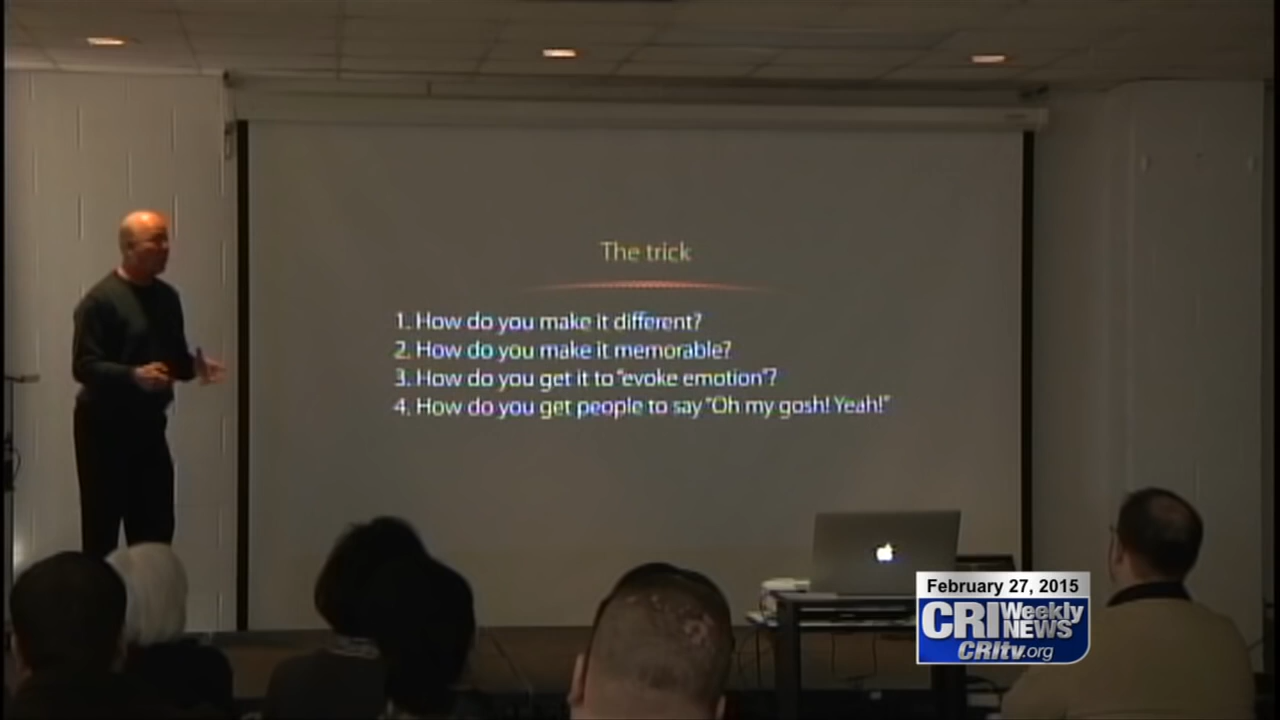 The trick
1. How do you make it different?
2. How do you make it memorable?
3. How do you get it to "evoke emotion"?
4. How do you get people to say "Oh my gosh! Yeah!"
February 27, 2015
CRI Weekly NEWS
CRItv.org